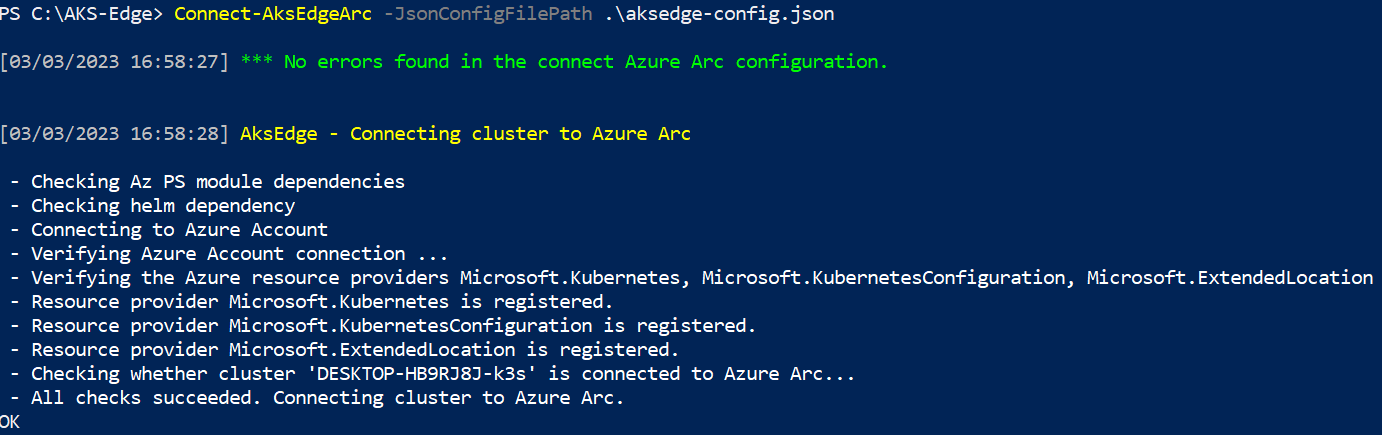 PS C:\AKS-Edge> Connect-AksEdgeArc -JsonConfigFilePath .\aksedge-config.json
[03/03/2023 16:58:27] *** No errors found in the connect Azure Arc configuration.
[03/03/2023 16:58:28] AksEdge - Connecting cluster to Azure Arc
- Checking Az PS module dependencies
- Checking helm dependency
- Connecting to Azure Account
- Verifying Azure Account connection ...
- Verifying the Azure resource providers Microsoft.Kubernetes, Microsoft.KubernetesConfiguration, Microsoft.ExtendedLocation
- Resource provider Microsoft.Kubernetes is registered.
- Resource provider Microsoft.KubernetesConfiguration is registered.
- Resource provider Microsoft.ExtendedLocation is registered.
- Checking whether cluster 'DESKTOP-HB9RJ8J-k3s' is connected to Azure Arc...
- All checks succeeded. Connecting cluster to Azure Arc.
OK